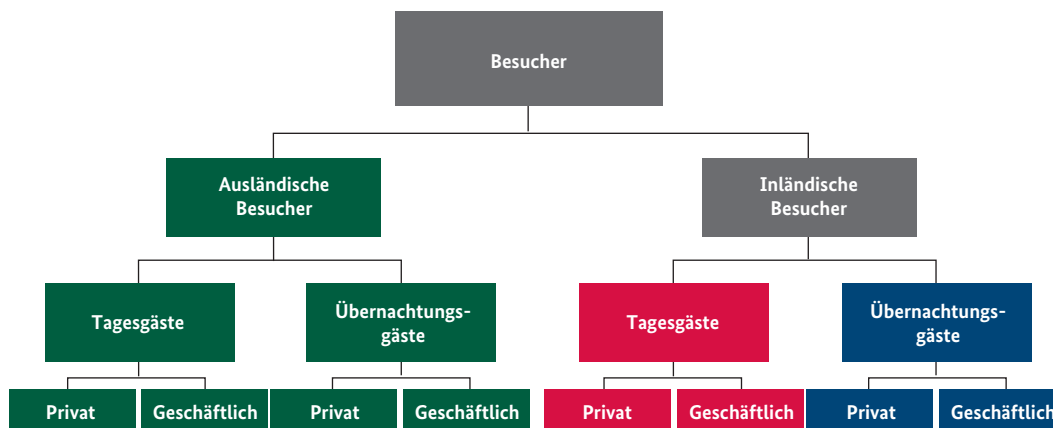 Besucher
Ausländische
Besucher
Inländische
Besucher
Tagesgäste
Übernachtungs-
gäste
Tagesgäste
Übernachtungs-
gäste
Privat
Geschäftlich
Privat
Geschäftlich
Privat
Geschäftlich
Privat
Geschäftlich